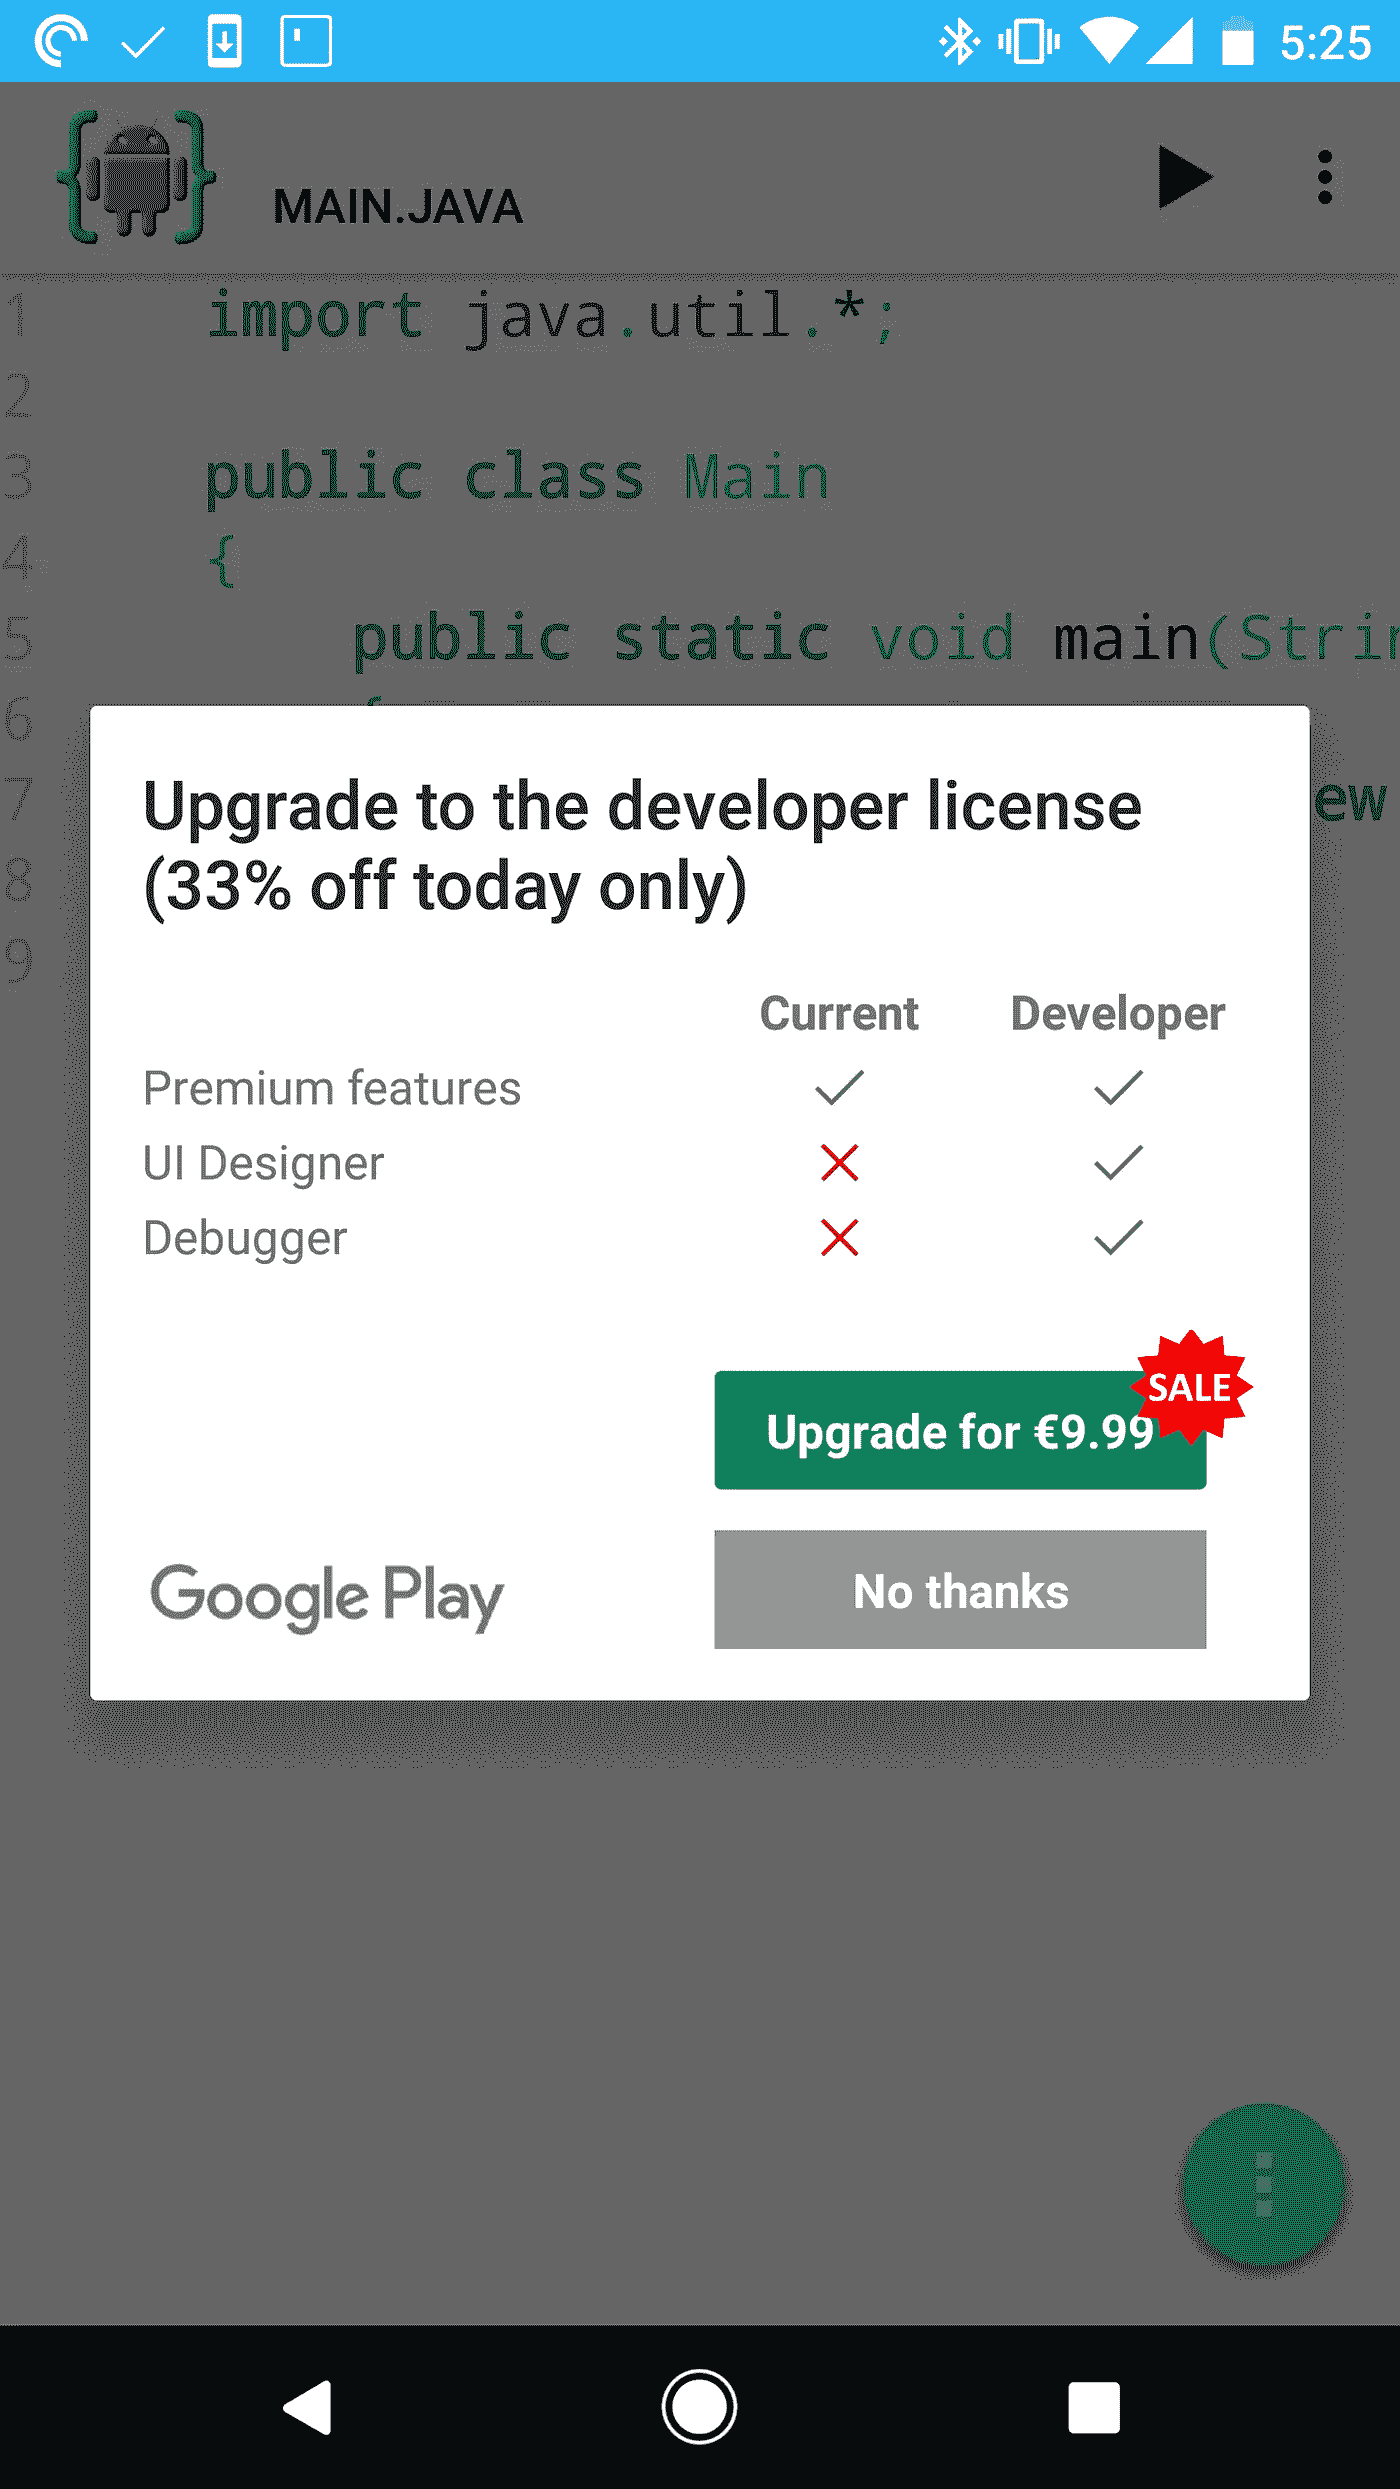 5:25
MAIN.JAVA
1 import java.util.*;
2
3 public class Main
4 {
5 public static void main(Strin
6 {
7 ew
8
9
Upgrade to the developer license
(33% off today only)
Current Developer
Premium features
UI Designer
Debugger
SALE
Upgrade for €9.99
Google Play
No thanks